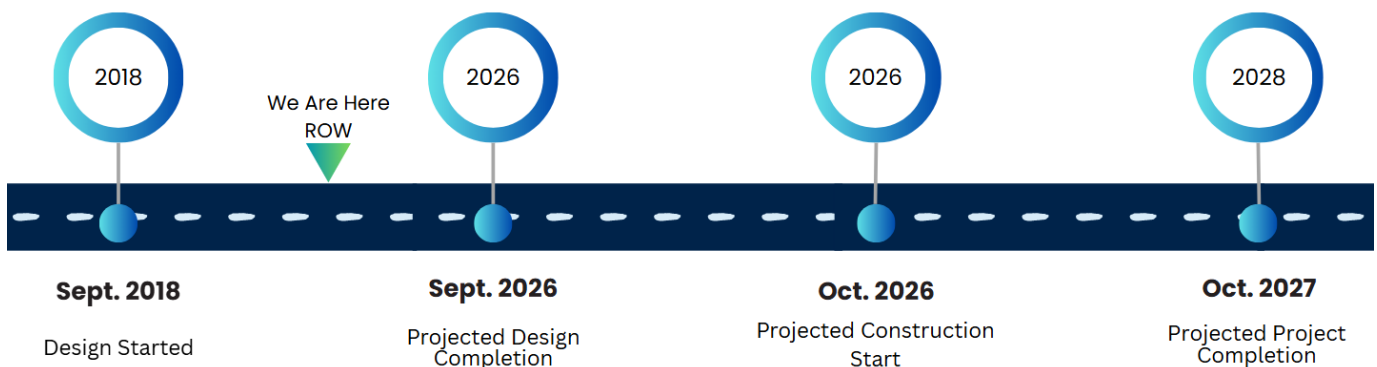 2018
We Are Here
ROW
2026
2026
2028
Sept. 2018
Design Started
Sept. 2026
Projected Design
Completion
Oct. 2026
Projected Construction
Start
Oct. 2027
Projected Project
Completion